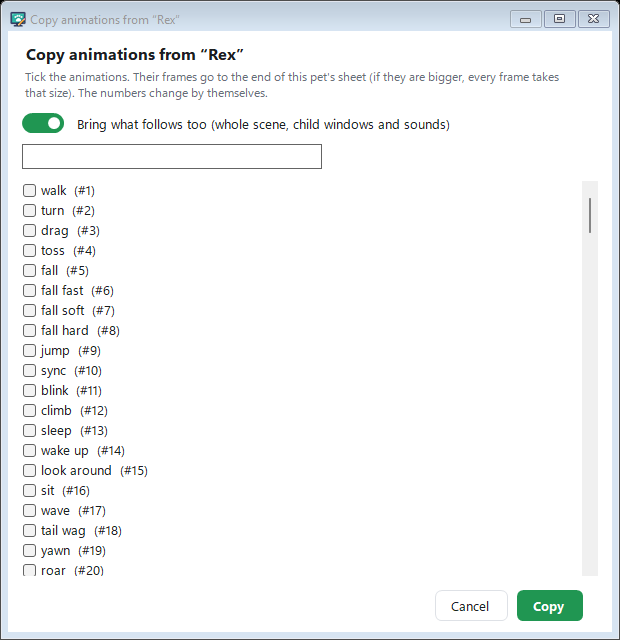 Copy animations from “Rex”
Copy animations from “Rex”
Tick the animations. Their frames go to the end of this pet's sheet (if they are bigger, every frame takes
that size). The numbers change by themselves.
Bring what follows too (whole scene, child windows and sounds)
walk (#1)
turn (#2)
drag (#3)
toss (#4)
fall (#5)
fall fast (#6)
fall soft (#7)
fall hard (#8)
jump (#9)
sync (#10)
blink (#11)
climb (#12)
sleep (#13)
wake up (#14)
look around (#15)
sit (#16)
wave (#17)
tail wag (#18)
yawn (#19)
roar (#20)
Cancel Copy